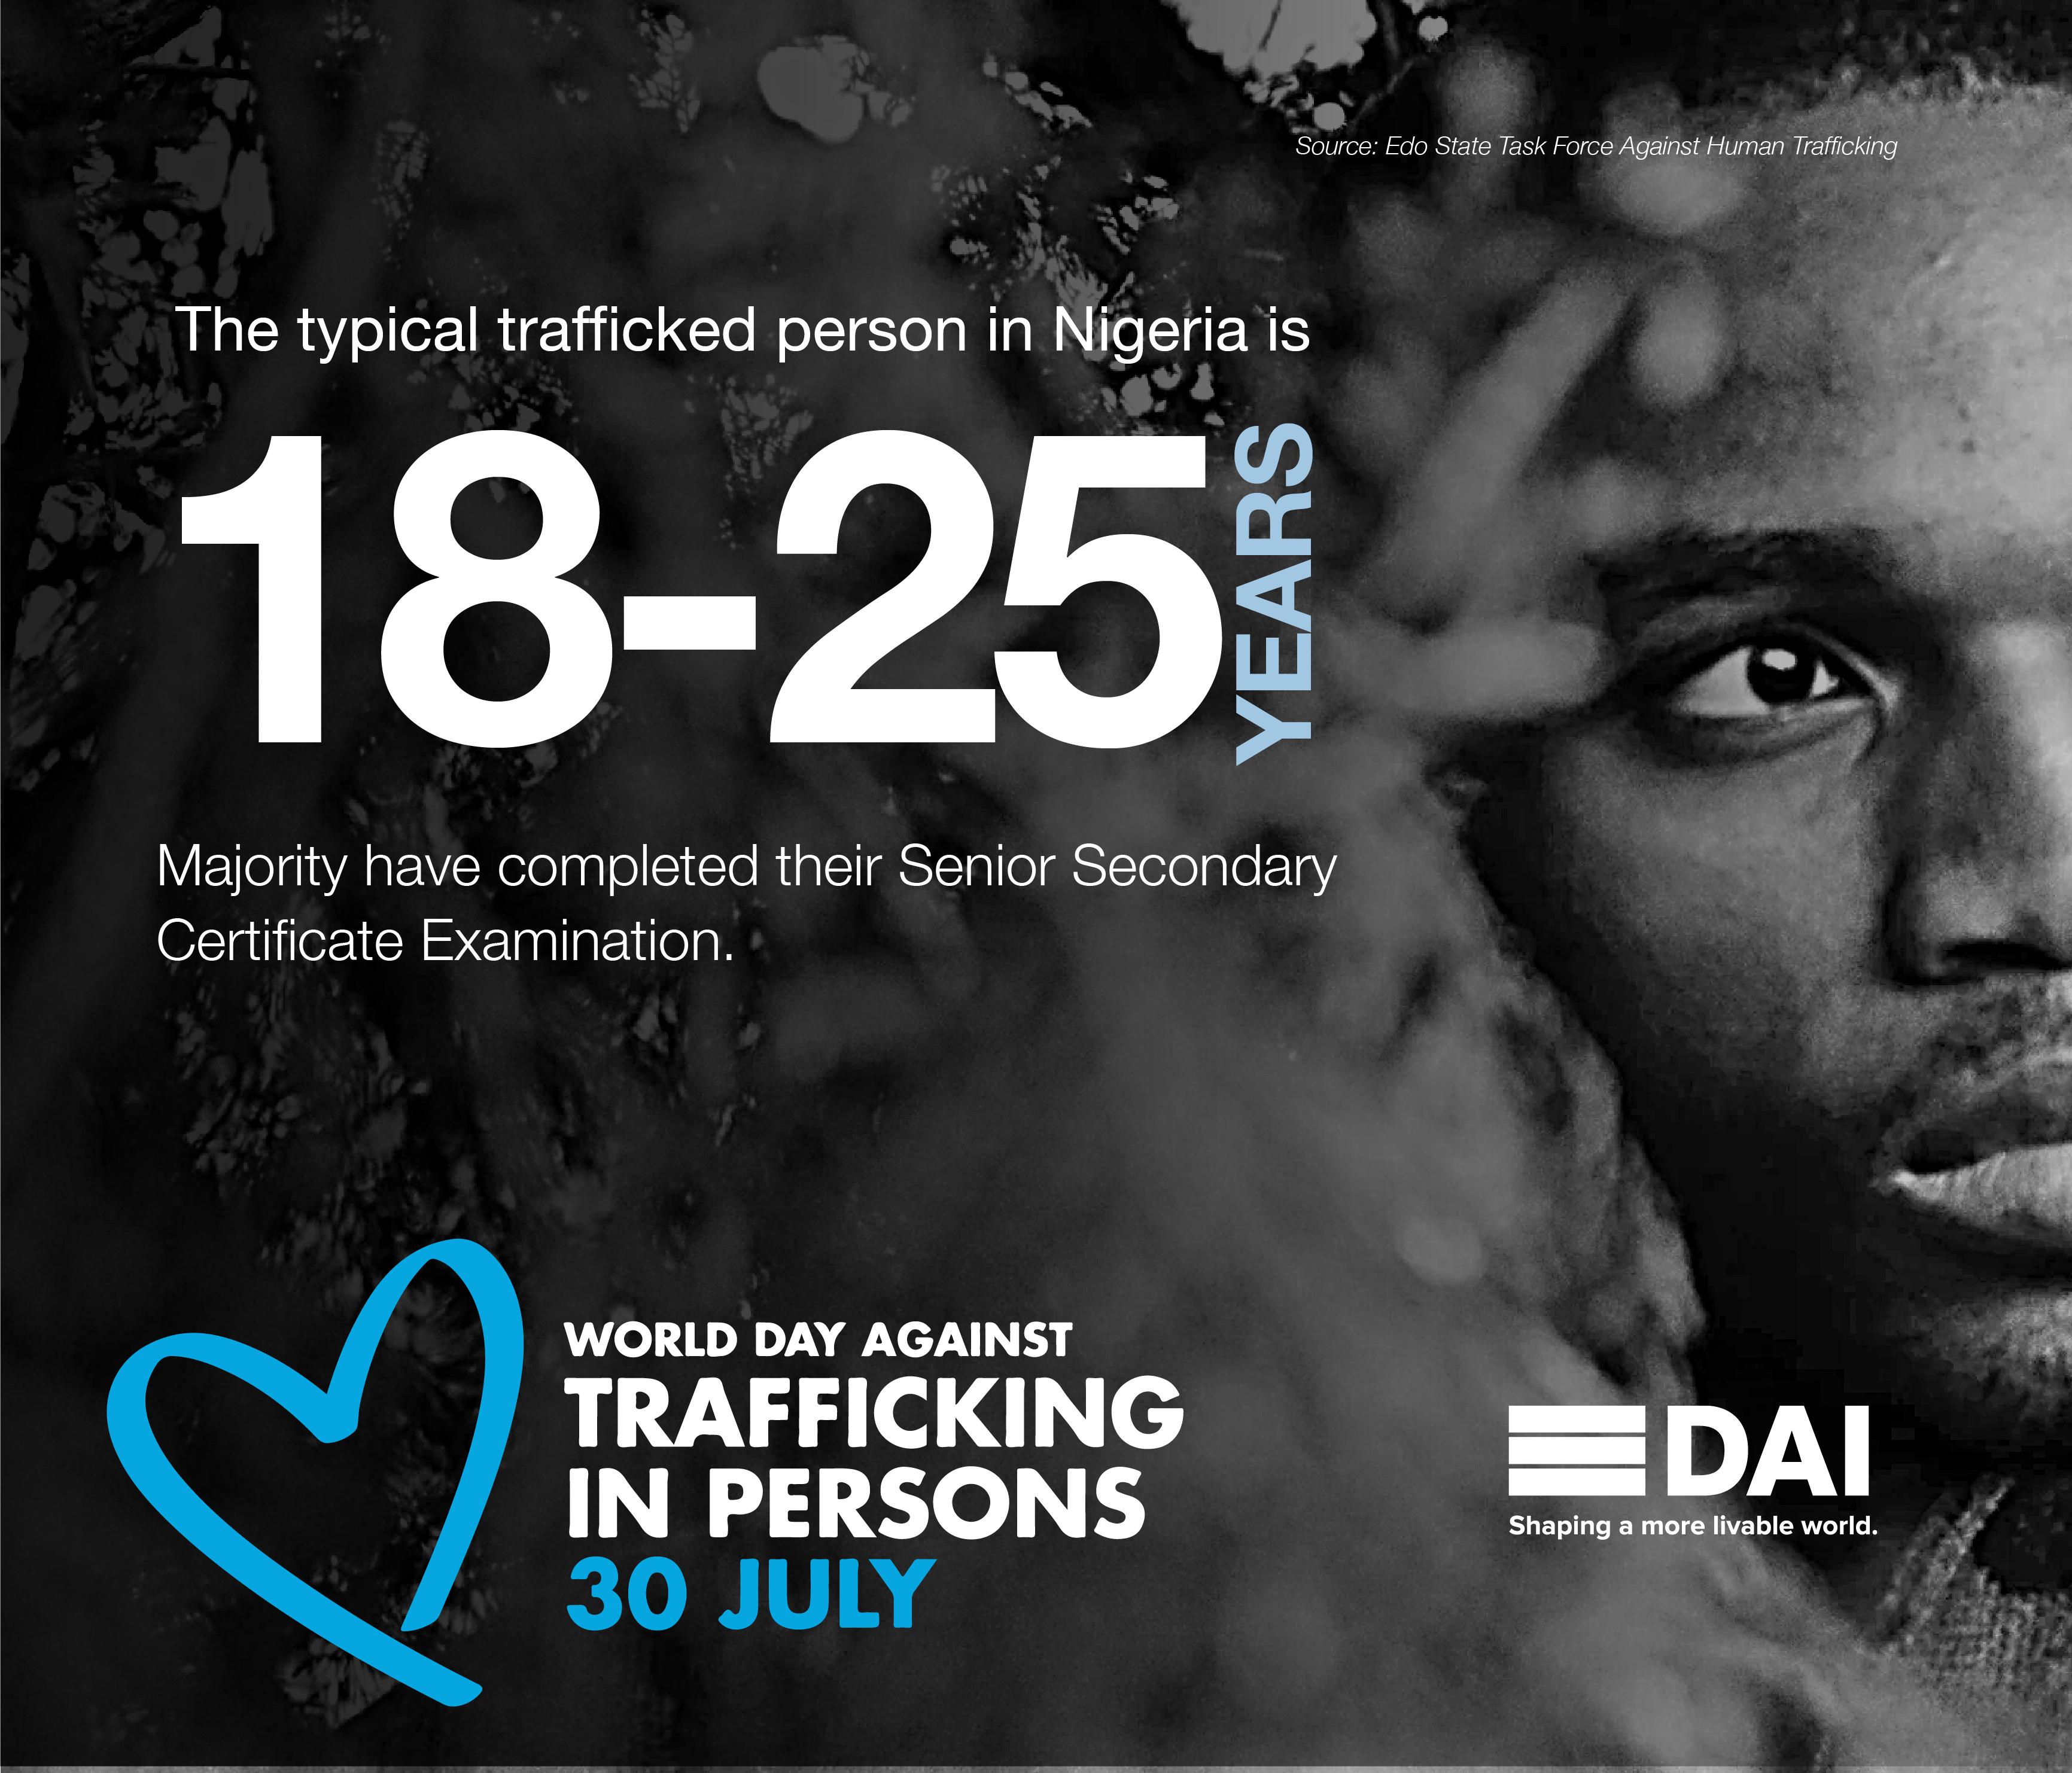 Source: Edo State Task Force Against Human Trafficking
The typical trafficked person in Nigeria is
18-25 YEARS
Majority have completed their Senior Secondary
Certificate Examination.
WORLD DAY AGAINST
TRAFFICKING
IN PERSONS
30 JULY
DAI
Shaping a more livable world.